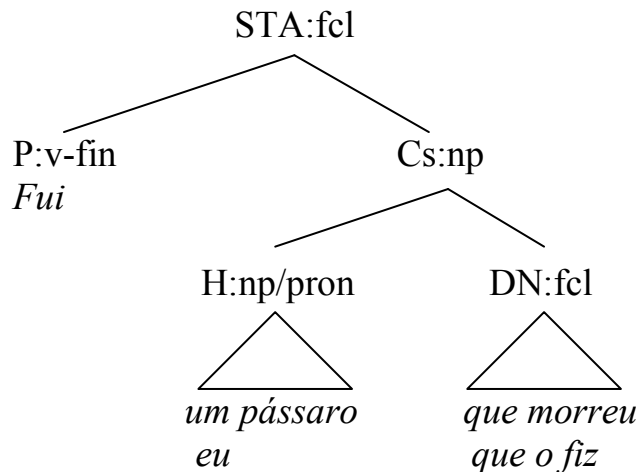 STA:fcl
P:v-fin Cs:np
Fui
H:np/pron DN:fcl
um pássaro que morreu
eu que o fiz